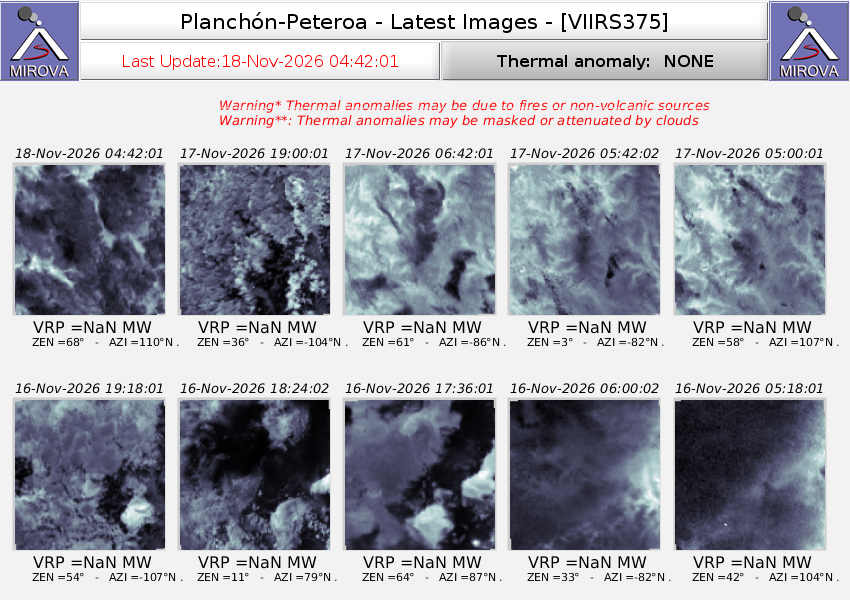 Planchón-Peteroa - Latest Images - [VIIRS375]
MIROVA
Last Update:18-Nov-2026 04:42:01
Thermal anomaly: NONE
MIROVA
Warning* Thermal anomalies may be due to fires or non-volcanic sources
Warning**: Thermal anomalies may be masked or attenuated by clouds
18-Nov-2026 04:42:01 17-Nov-2026 19:00:01 17-Nov-2026 06:42:01 17-Nov-2026 05:42:02 17-Nov-2026 05:00:01
VRP =NaN MW VRP =NaN MW VRP =NaN MW VRP =NaN MW VRP =NaN MW
ZEN =68° - AZI =110°N . ZEN =36° - AZI =-104°N . ZEN =61° - AZI =-86°N . ZEN =3° - AZI =-82°N . ZEN =58° - AZI =107°N .
16-Nov-2026 19:18:01 16-Nov-2026 18:24:02 16-Nov-2026 17:36:01 16-Nov-2026 06:00:02 16-Nov-2026 05:18:01
VRP =NaN MW VRP =NaN MW VRP =NaN MW VRP =NaN MW VRP =NaN MW
ZEN =54° - AZI =-107°N . ZEN =11° - AZI =79°N . ZEN =64° - AZI =87°N . ZEN =33° - AZI =-82°N . ZEN =42° - AZI =104°N .